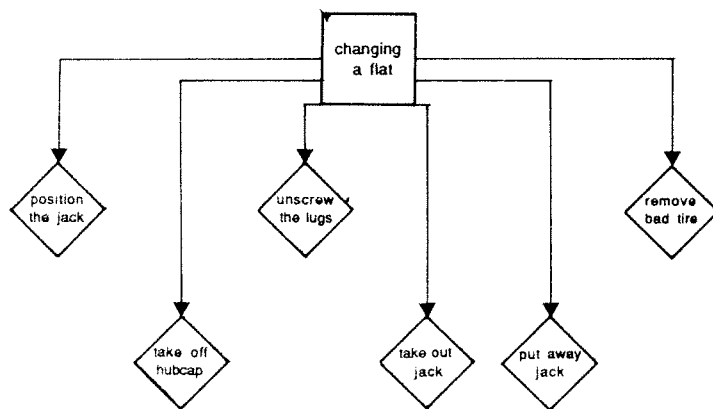 changing
a flat
position
the jack
unscrew
the lugs
remove
bad tire
take off
hubcap
take out
jack
put away
jack